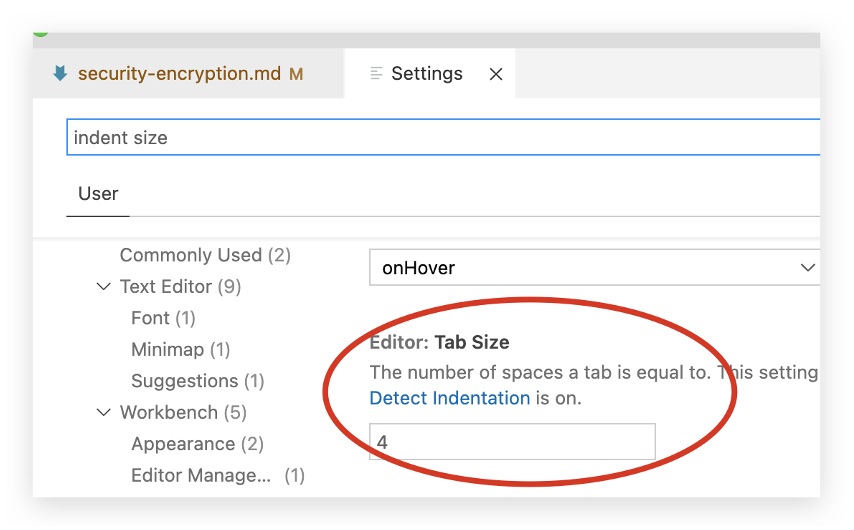 security-encryption.md M
Settings
indent size
User
Commonly Used (2)
Text Editor (9)
Font (1)
Minimap (1)
Suggestions (1)
Workbench (5)
Appearance (2)
Editor Manage... (1)
onHover
Editor: Tab Size
The number of spaces a tab is equal to. This setting
Detect Indentation is on.
4